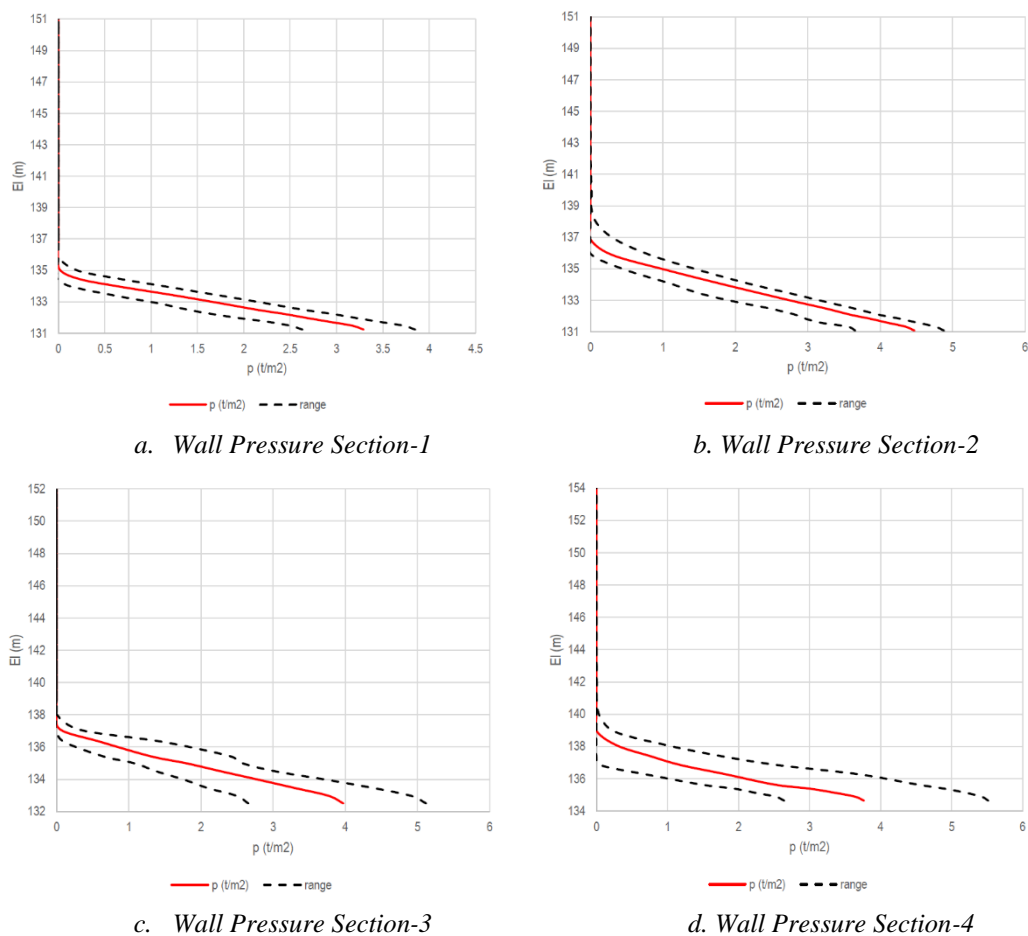 151
149
147
145
143
141
139
137
135
133
131
El (m)
0 0.5 1 1.5 2 2.5 3 3.5 4 4.5
p (t/m2)
p (t/m2) range
a. Wall Pressure Section-1
151
149
147
145
143
141
139
137
135
133
131
El (m)
0 1 2 3 4 5 6
p (t/m2)
p (t/m2) range
b. Wall Pressure Section-2
152
150
148
146
144
142
140
138
136
134
132
El (m)
0 1 2 3 4 5 6
p (t/m2)
p (t/m2) range
c. Wall Pressure Section-3
154
152
150
148
146
144
142
140
138
136
134
El (m)
0 1 2 3 4 5 6
p (t/m2)
p (t/m2) range
d. Wall Pressure Section-4